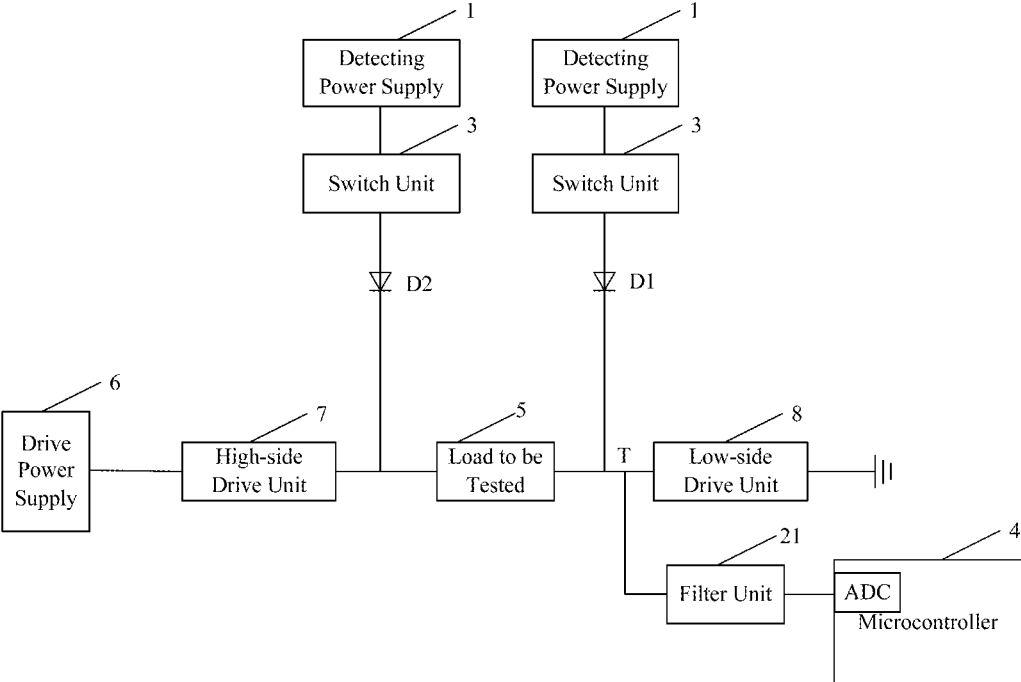 1
1
Detecting
Power Supply
Detecting
Power Supply
3
3
Switch Unit
Switch Unit
D2
D1
6
7
5
8
Drive
Power
Supply
High-side
Drive Unit
Load to be
Tested
T
Low-side
Drive Unit
21
4
Filter Unit
ADC
Microcontroller